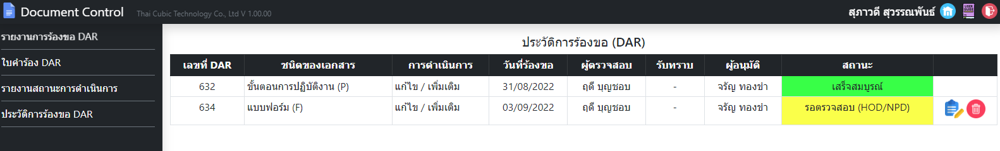 Document Control Thai Cubic Technology Co., Ltd V 1.00.00 สุภาวดี สุวรรณพันธ์ USER GUIDE
รายงานการร้องขอ DAR
ใบคำร้อง DAR
รายงานสถานะการดำเนินการ
ประวัติการร้องขอ DAR
ประวัติการร้องขอ (DAR)
เลขที่ DAR ชนิดของเอกสาร การดำเนินการ วันที่ร้องขอ ผู้ตรวจสอบ รับทราบ ผู้อนุมัติ สถานะ
632 ขั้นตอนการปฏิบัติงาน (P) แก้ไข / เพิ่มเติม 31/08/2022 ฤดี บุญชอบ - จรัญ ทองขำ เสร็จสมบูรณ์
634 แบบฟอร์ม (F) แก้ไข / เพิ่มเติม 03/09/2022 ฤดี บุญชอบ - จรัญ ทองขำ รอตรวจสอบ (HOD/NPD)